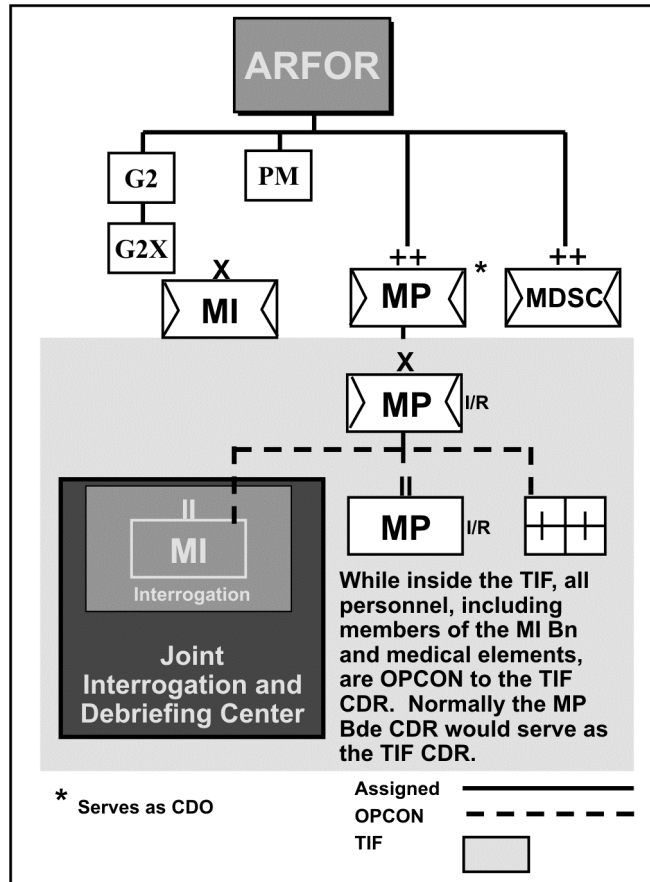 ARFOR
G2
PM
G2X
X
MI
++
MP
*
++
MDSC
X
MP
I/R
II
MI
Interrogation
Joint
Interrogation and
Debriefing Center
II
MP
I/R
While inside the TIF, all
personnel, including
members of the MI Bn
and medical elements,
are OPCON to the TIF
CDR. Normally the MP
Bde CDR would serve as
the TIF CDR.
* Serves as CDO
Assigned
OPCON
TIF